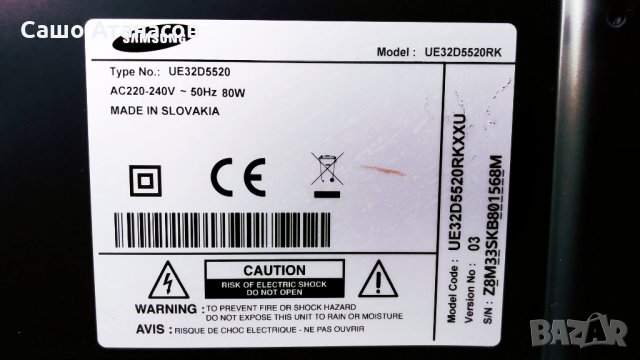 Сашо Атанасов
SAMSUNG
Model : UE32D5520RK
Type No.: UE32D5520
AC220-240V ~ 50Hz 80W
MADE IN SLOVAKIA
CE
CAUTION
RISK OF ELECTRIC SHOCK
DO NOT OPEN
WARNING : TO PREVENT FIRE OR SHOCK HAZARD
DO NOT EXPOSE THIS UNIT TO RAIN OR MOISTURE
AVIS : RISQUE DE CHOC ELECTRIQUE - NE PAS OUVRIR
Model Code : UE32D5520RKXXU
Version No : 03
S/N : Z8M33SKB801568M
BAZAR